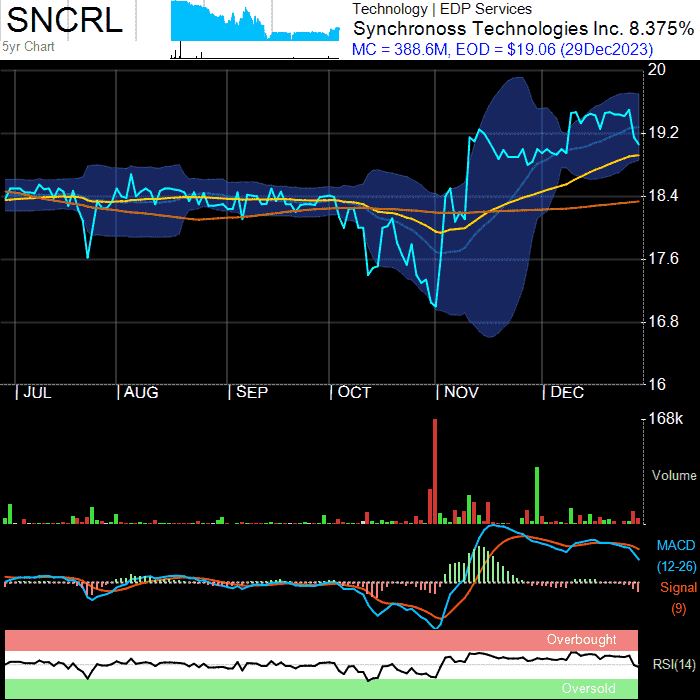 SNCRL
5yr Chart
Technology | EDP Services
Synchronoss Technologies Inc. 8.375%
MC = 388.6M, EOD = $19.06 (29Dec2023)
20
19.2
18.4
17.6
16.8
16
JUL AUG SEP OCT NOV DEC
168k
Volume
MACD
(12-26)
Signal
(9)
Overbought
RSI(14)
Oversold